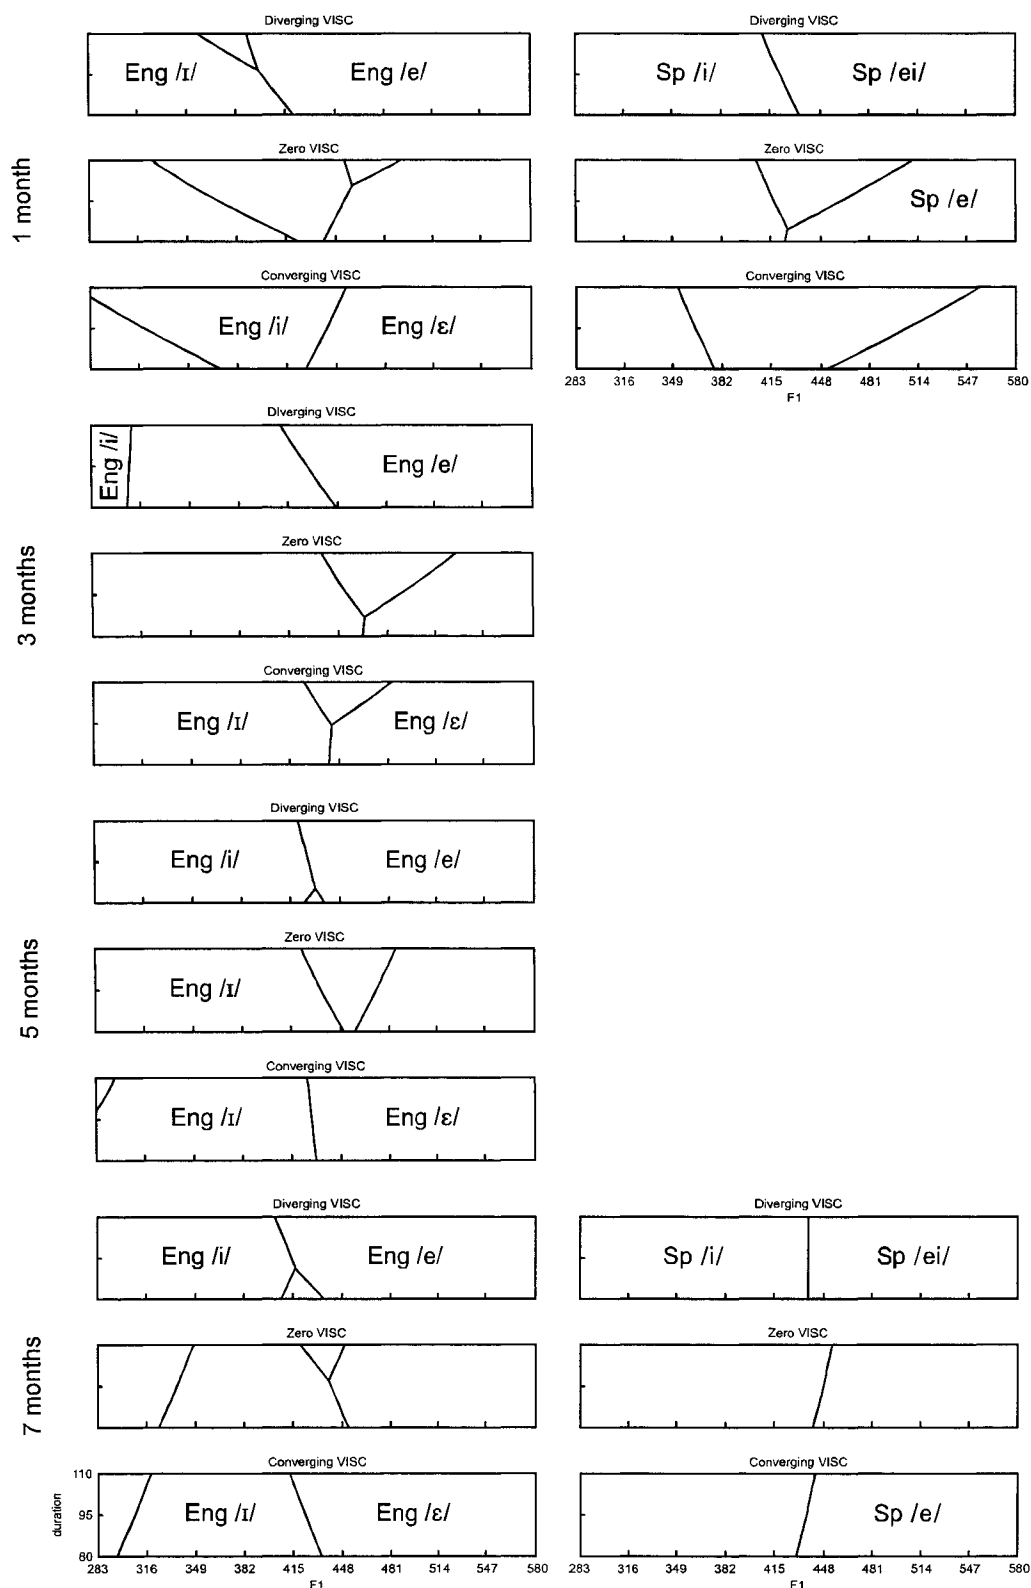 1 month
Diverging VISC
Eng /ɪ/ Eng /e/
Diverging VISC
Sp /i/ Sp /ei/
Zero VISC
Zero VISC
Sp /e/
Converging VISC
Eng /i/ Eng /ɛ/
Converging VISC
283 316 349 382 415 448 481 514 547 580
F1
3 months
Diverging VISC
Eng /i/ Eng /e/
Zero VISC
Converging VISC
Eng /ɪ/ Eng /ɛ/
5 months
Diverging VISC
Eng /i/ Eng /e/
Zero VISC
Eng /ɪ/
Converging VISC
Eng /ɪ/ Eng /ɛ/
7 months
Diverging VISC
Eng /i/ Eng /e/
Diverging VISC
Sp /i/ Sp /ei/
Zero VISC
Zero VISC
Converging VISC
110
95
80
duration
Eng /ɪ/ Eng /ɛ/
283 316 349 382 415 448 481 514 547 580
F1
Converging VISC
Sp /e/
283 316 349 382 415 448 481 514 547 580
F1